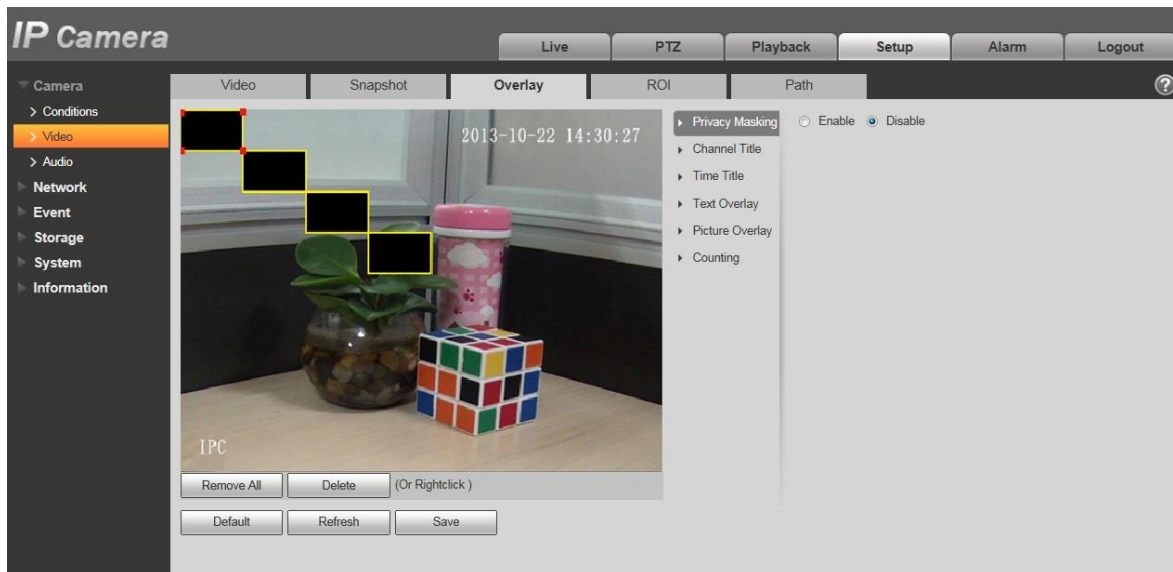 IP Camera
Live PTZ Playback Setup Alarm Logout
Camera
Conditions
Video
Audio
Network
Event
Storage
System
Information
Video Snapshot Overlay ROI Path
?
2013-10-22 14:30:27
IPC
Privacy Masking
Channel Title
Time Title
Text Overlay
Picture Overlay
Counting
Enable Disable
Remove All Delete (Or Rightclick )
Default Refresh Save